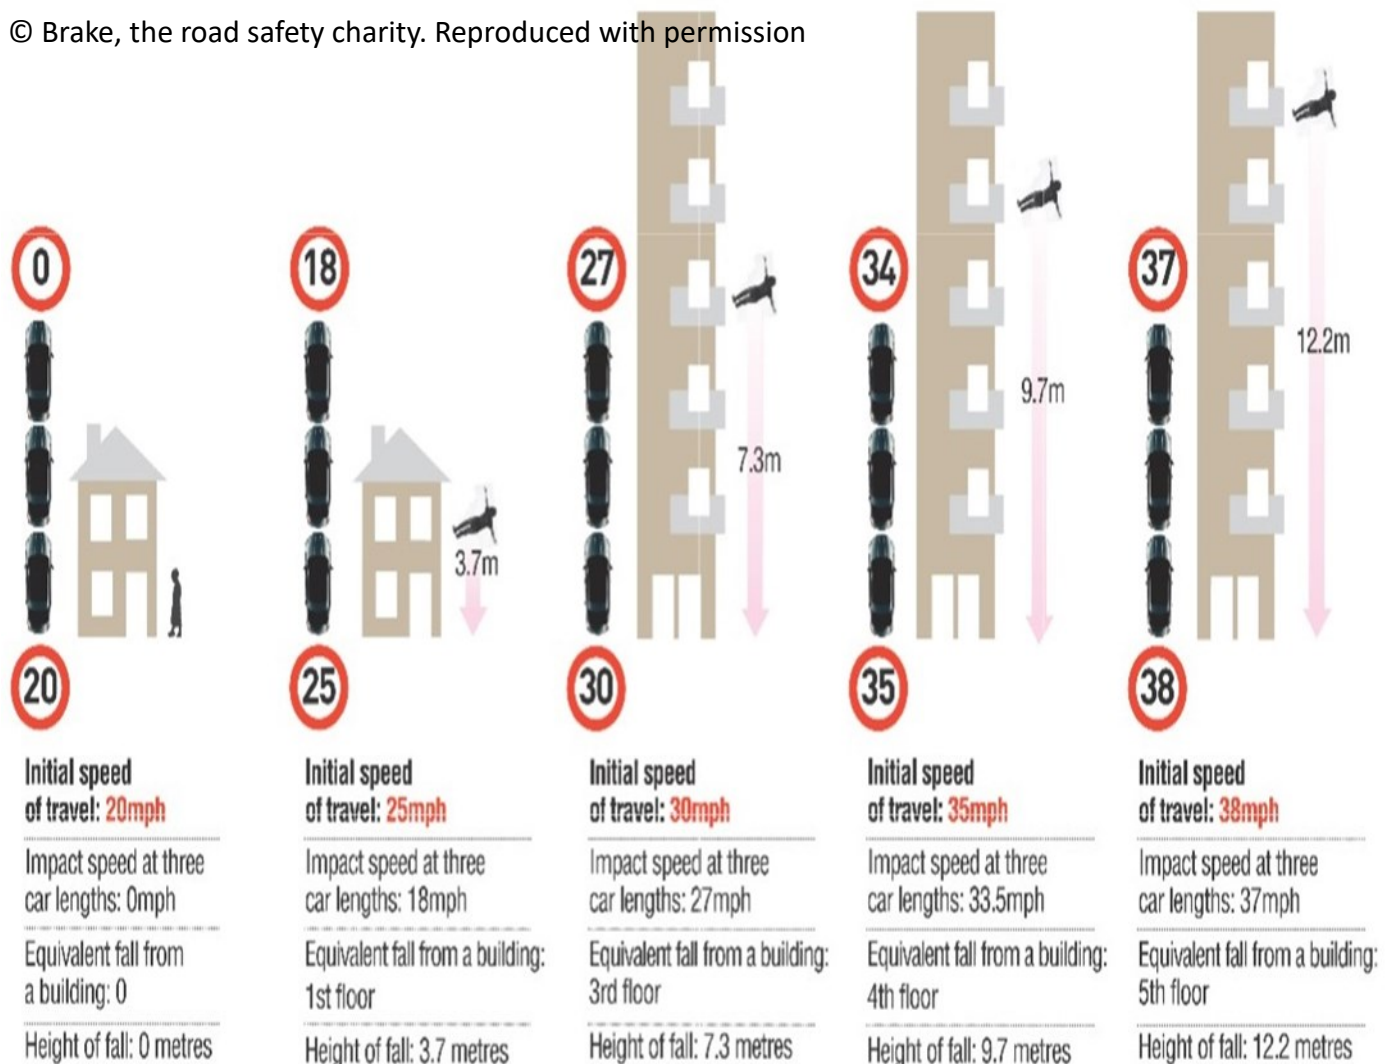 © Brake, the road safety charity. Reproduced with permission
0
18
27
34
37
3.7m
7.3m
9.7m
12.2m
20
25
30
35
38
Initial speed
of travel: 20mph
Impact speed at three
car lengths: 0mph
Equivalent fall from
a building: 0
Height of fall: 0 metres
Initial speed
of travel: 25mph
Impact speed at three
car lengths: 18mph
Equivalent fall from a building:
1st floor
Height of fall: 3.7 metres
Initial speed
of travel: 30mph
Impact speed at three
car lengths: 27mph
Equivalent fall from a building:
3rd floor
Height of fall: 7.3 metres
Initial speed
of travel: 35mph
Impact speed at three
car lengths: 33.5mph
Equivalent fall from a building:
4th floor
Height of fall: 9.7 metres
Initial speed
of travel: 38mph
Impact speed at three
car lengths: 37mph
Equivalent fall from a building:
5th floor
Height of fall: 12.2 metres